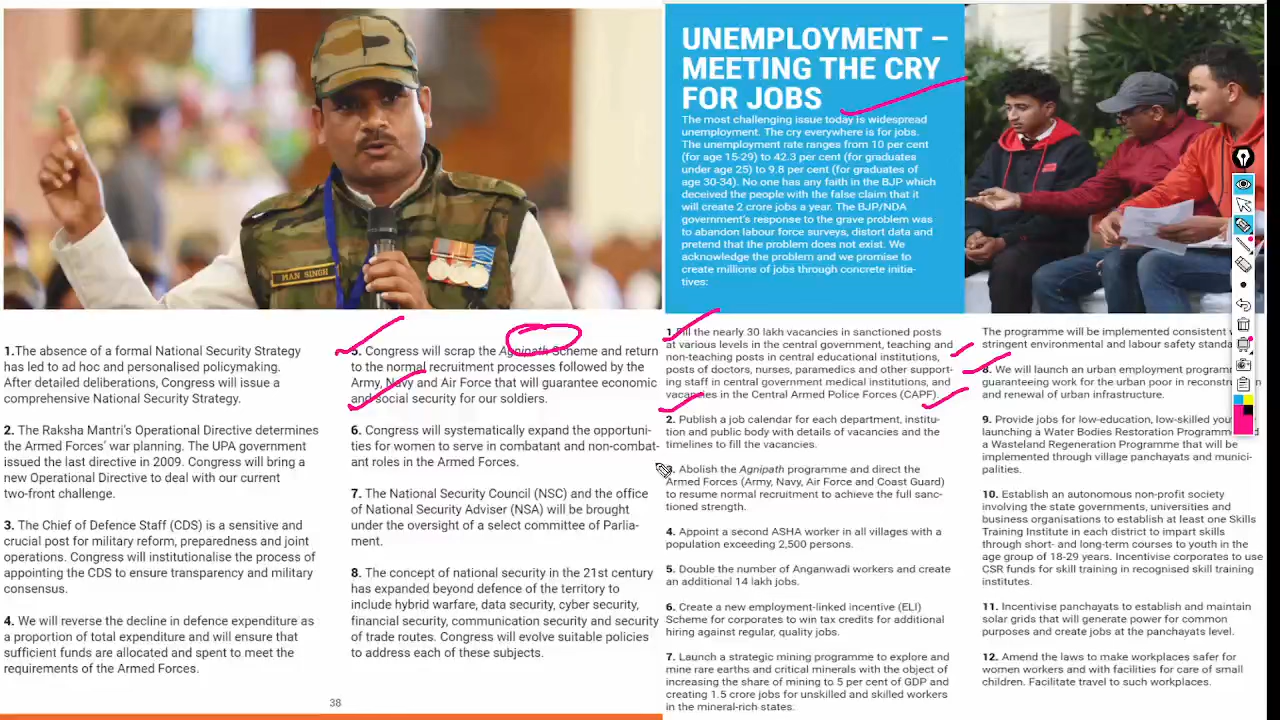 MAN SINGH
1.The absence of a formal National Security Strategy
has led to ad hoc and personalised policymaking.
After detailed deliberations, Congress will issue a
comprehensive National Security Strategy.
2. The Raksha Mantri's Operational Directive determines
the Armed Forces' war planning. The UPA government
issued the last directive in 2009. Congress will bring a
new Operational Directive to deal with our current
two-front challenge.
3. The Chief of Defence Staff (CDS) is a sensitive and
crucial post for military reform, preparedness and joint
operations. Congress will institutionalise the process of
appointing the CDS to ensure transparency and military
consensus.
4. We will reverse the decline in defence expenditure as
a proportion of total expenditure and will ensure that
sufficient funds are allocated and spent to meet the
requirements of the Armed Forces.
5. Congress will scrap the Agnipath Scheme and return
to the normal recruitment processes followed by the
Army, Navy and Air Force that will guarantee economic
and social security for our soldiers.
6. Congress will systematically expand the opportuni-
ties for women to serve in combatant and non-combat-
ant roles in the Armed Forces.
7. The National Security Council (NSC) and the office
of National Security Adviser (NSA) will be brought
under the oversight of a select committee of Parlia-
ment.
8. The concept of national security in the 21st century
has expanded beyond defence of the territory to
include hybrid warfare, data security, cyber security,
financial security, communication security and security
of trade routes. Congress will evolve suitable policies
to address each of these subjects.
38
UNEMPLOYMENT –
MEETING THE CRY
FOR JOBS
The most challenging issue today is widespread
unemployment. The cry everywhere is for jobs.
The unemployment rate ranges from 10 per cent
(for age 15-29) to 42.3 per cent (for graduates
under age 25) to 9.8 per cent (for graduates of
age 30-34). No one has any faith in the BJP which
deceived the people with the false claim that it
will create 2 crore jobs a year. The BJP/NDA
government's response to the grave problem was
to abandon labour force surveys, distort data and
pretend that the problem does not exist. We
acknowledge the problem and we promise to
create millions of jobs through concrete initia-
tives:
1. Fill the nearly 30 lakh vacancies in sanctioned posts
at various levels in the central government, teaching and
non-teaching posts in central educational institutions,
posts of doctors, nurses, paramedics and other support-
ing staff in central government medical institutions, and
vacancies in the Central Armed Police Forces (CAPF).
2. Publish a job calendar for each department, institu-
tion and public body with details of vacancies and the
timelines to fill the vacancies.
3. Abolish the Agnipath programme and direct the
Armed Forces (Army, Navy, Air Force and Coast Guard)
to resume normal recruitment to achieve the full sanc-
tioned strength.
4. Appoint a second ASHA worker in all villages with a
population exceeding 2,500 persons.
5. Double the number of Anganwadi workers and create
an additional 14 lakh jobs.
6. Create a new employment-linked incentive (ELI)
Scheme for corporates to win tax credits for additional
hiring against regular, quality jobs.
7. Launch a strategic mining programme to explore and
mine rare earths and critical minerals with the object of
increasing the share of mining to 5 per cent of GDP and
creating 1.5 crore jobs for unskilled and skilled workers
in the mineral-rich states.
The programme will be implemented consistent
stringent environmental and labour safety standa
8. We will launch an urban employment programm
guaranteeing work for the urban poor in reconstru
and renewal of urban infrastructure.
9. Provide jobs for low-education, low-skilled you
launching a Water Bodies Restoration Programm
a Wasteland Regeneration Programme that will be
implemented through village panchayats and munici-
palities.
10. Establish an autonomous non-profit society
involving the state governments, universities and
business organisations to establish at least one Skills
Training Institute in each district to impart skills
through short- and long-term courses to youth in the
age group of 18-29 years. Incentivise corporates to use
CSR funds for skill training in recognised skill training
institutes.
11. Incentivise panchayats to establish and maintain
solar grids that will generate power for common
purposes and create jobs at the panchayats level.
12. Amend the laws to make workplaces safer for
women workers and with facilities for care of small
children. Facilitate travel to such workplaces.